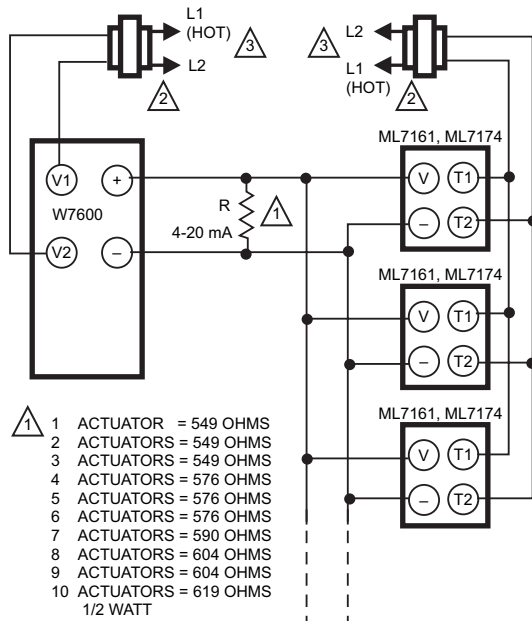 L1
(HOT)
3
L2
2
3
L2
L1
(HOT)
2
V1
+
W7600
V2
–
R
1
4-20 mA
ML7161, ML7174
V
T1
–
T2
ML7161, ML7174
V
T1
–
T2
ML7161, ML7174
V
T1
–
T2
1
1 ACTUATOR = 549 OHMS
2 ACTUATORS = 549 OHMS
3 ACTUATORS = 549 OHMS
4 ACTUATORS = 576 OHMS
5 ACTUATORS = 576 OHMS
6 ACTUATORS = 576 OHMS
7 ACTUATORS = 590 OHMS
8 ACTUATORS = 604 OHMS
9 ACTUATORS = 604 OHMS
10 ACTUATORS = 619 OHMS
1/2 WATT